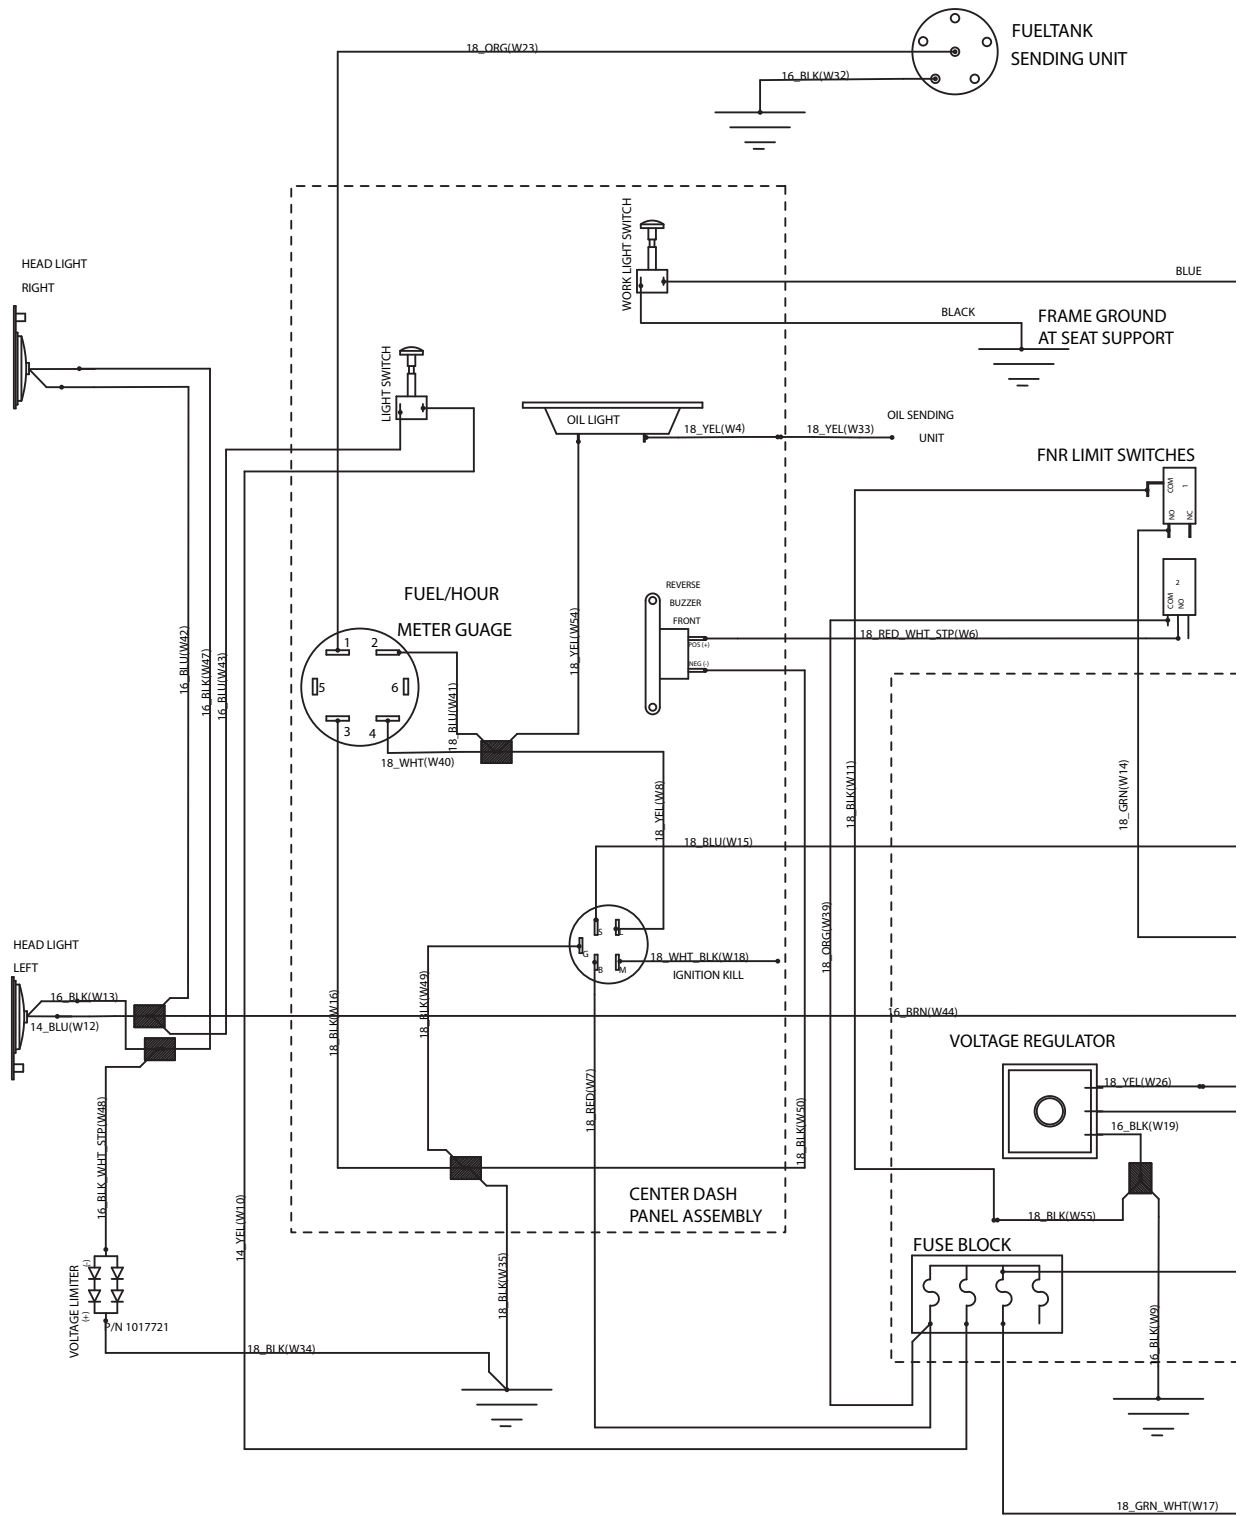 FUELTANK
SENDING UNIT
18_ORG(W23)
16_BLK(W32)
WORK LIGHT SWITCH
HEAD LIGHT
RIGHT
BLUE
BLACK
FRAME GROUND
AT SEAT SUPPORT
LIGHT SWITCH
OIL LIGHT
18_YEL(W4)
18_YEL(W33)
OIL SENDING
UNIT
FNR LIMIT SWITCHES
COM
1
NO
NC
2
COM
NO
FUEL/HOUR
METER GUAGE
REVERSE
BUZZER
FRONT
POS (+)
NEG (-)
18_RED_WHT_STP(W6)
18_YEL(W54)
16_BLU(W42)
16_BLK(W47)
16_BLU(W43)
1
2
5
6
3
4
18_BLU(W41)
18_WHT(W40)
18_YEL(W8)
18_BLK(W11)
18_GRN(W14)
18_BLU(W15)
S
L
G
B
M
18_WHT_BLK(W18)
IGNITION KILL
18_ORG(W39)
HEAD LIGHT
LEFT
16_BLK(W13)
14_BLU(W12)
18_BLK(W16)
18_BLK(W49)
16_BRN(W44)
VOLTAGE REGULATOR
18_YEL(W26)
16_BLK(W19)
18_RED(W7)
18_BLK(W50)
16_BLK_WHT_STP(W48)
CENTER DASH
PANEL ASSEMBLY
18_BLK(W55)
14_YEL(W10)
18_BLK(W35)
FUSE BLOCK
VOLTAGE LIMITER
(-)
(+)
P/N 1017721
18_BLK(W34)
16_BLK(W9)
18_GRN_WHT(W17)